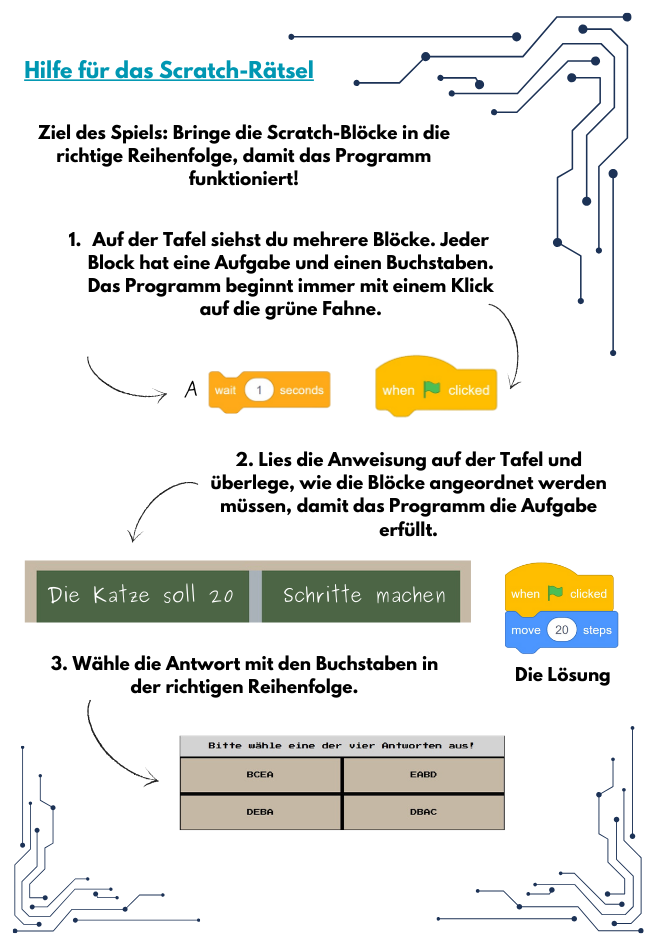 Hilfe für das Scratch-Rätsel
Ziel des Spiels: Bringe die Scratch-Blöcke in die
richtige Reihenfolge, damit das Programm
funktioniert!
1. Auf der Tafel siehst du mehrere Blöcke. Jeder
Block hat eine Aufgabe und einen Buchstaben.
Das Programm beginnt immer mit einem Klick
auf die grüne Fahne.
A wait 1 seconds
when clicked
2. Lies die Anweisung auf der Tafel und
überlege, wie die Blöcke angeordnet werden
müssen, damit das Programm die Aufgabe
erfüllt.
Die Katze soll 20 Schritte machen
when clicked
move 20 steps
Die Lösung
3. Wähle die Antwort mit den Buchstaben in
der richtigen Reihenfolge.
Bitte wähle eine der vier Antworten aus!
BCEA EABD
DEBA DBAC